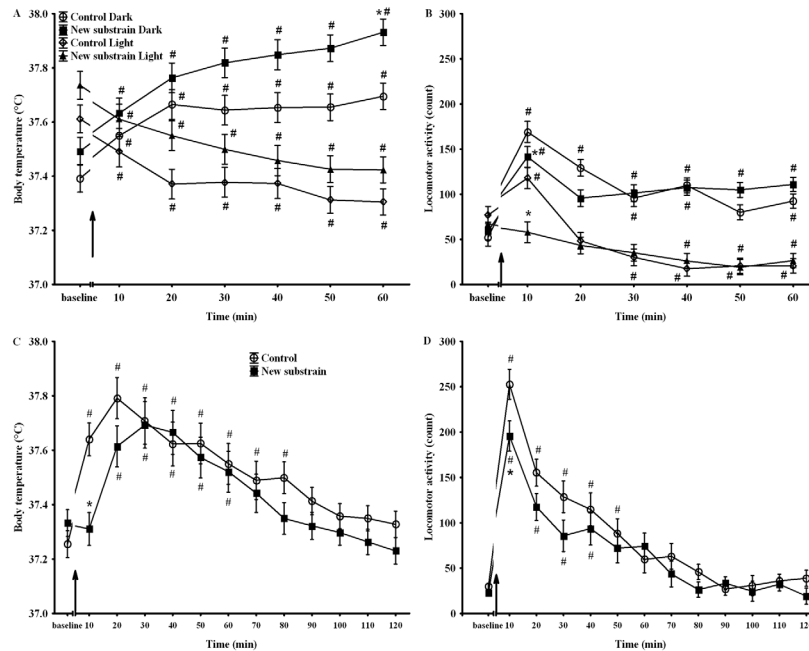 A
Control Dark
New substrain Dark
Control Light
New substrain Light
38.0
37.8
37.6
37.4
37.2
37.0
Body temperature (°C)
baseline 10 20 30 40 50 60
Time (min)
# # # # # *#
# # # # # #
# # # # # #
# # # # # #
B
300
250
200
150
100
50
0
Locomotor activity (count)
baseline 10 20 30 40 50 60
Time (min)
# # # # # #
*# # # #
#
* # # #
# # # #
C
Control
New substrain
38.0
37.8
37.6
37.4
37.2
37.0
Body temperature (°C)
baseline 10 20 30 40 50 60 70 80 90 100 110 120
Time (min)
# # # # # # # #
* # # # # # #
D
300
250
200
150
100
50
0
Locomotor activity (count)
baseline 10 20 30 40 50 60 70 80 90 100 110 120
Time (min)
# # # # #
#
*
# # #